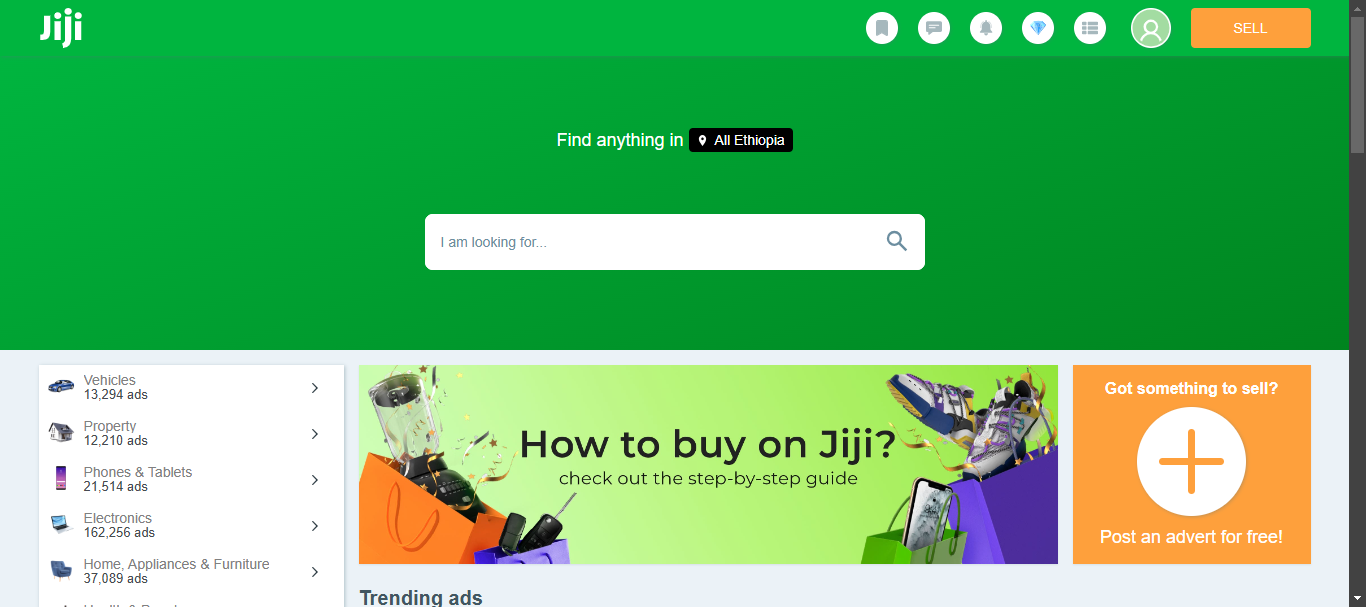 Jiji
SELL
Find anything in All Ethiopia
I am looking for...
Vehicles
13,294 ads
Property
12,210 ads
Phones & Tablets
21,514 ads
Electronics
162,256 ads
Home, Appliances & Furniture
37,089 ads
How to buy on Jiji?
check out the step-by-step guide
Got something to sell?
Post an advert for free!
Trending ads